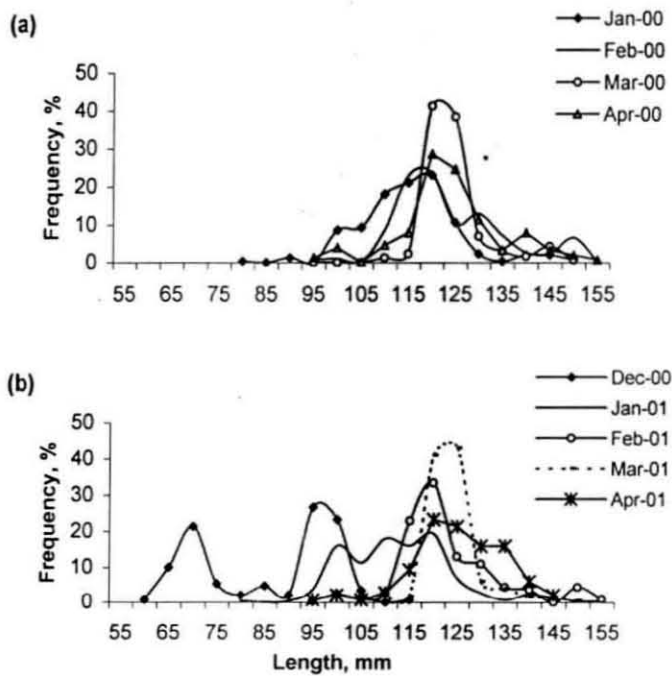 (a)
Jan-00
Feb-00
Mar-00
Apr-00
Frequency, %
50
40
30
20
10
0
55 65 75 85 95 105 115 125 135 145 155
(b)
Dec-00
Jan-01
Feb-01
Mar-01
Apr-01
Frequency, %
50
40
30
20
10
0
55 65 75 85 95 105 115 125 135 145 155
Length, mm